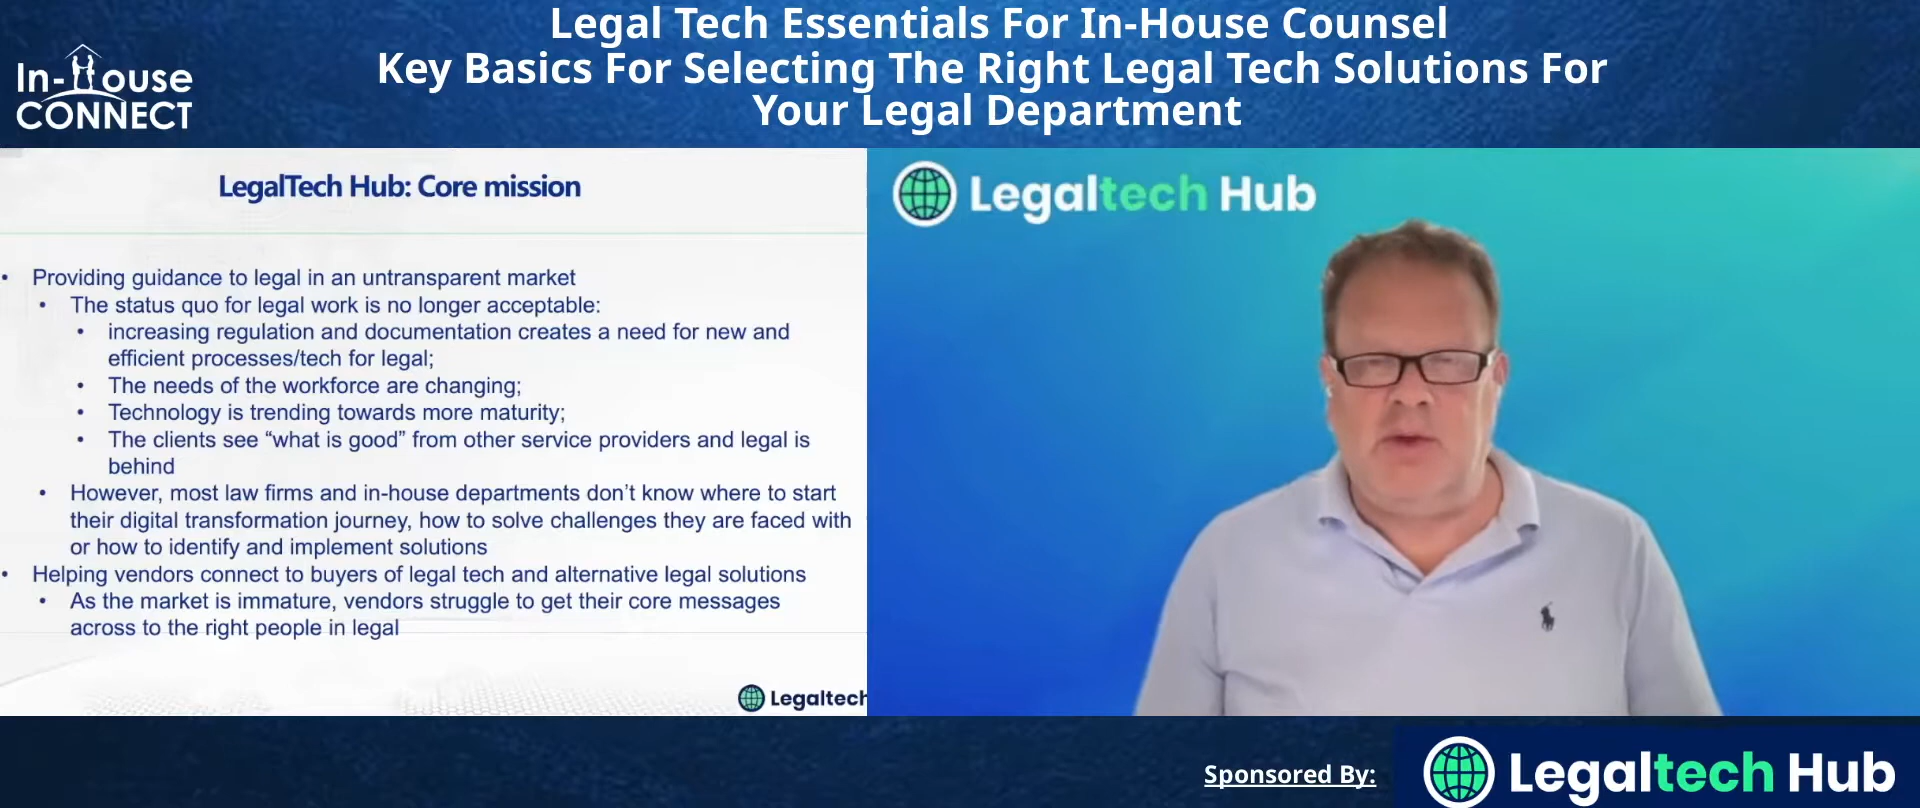 Legal Tech Essentials For In-House Counsel
Key Basics For Selecting The Right Legal Tech Solutions For
Your Legal Department
In-House
CONNECT
LegalTech Hub: Core mission
• Providing guidance to legal in an untransparent market
• The status quo for legal work is no longer acceptable:
• increasing regulation and documentation creates a need for new and
efficient processes/tech for legal;
• The needs of the workforce are changing;
• Technology is trending towards more maturity;
• The clients see “what is good” from other service providers and legal is
behind
• However, most law firms and in-house departments don’t know where to start
their digital transformation journey, how to solve challenges they are faced with
or how to identify and implement solutions
• Helping vendors connect to buyers of legal tech and alternative legal solutions
• As the market is immature, vendors struggle to get their core messages
across to the right people in legal
Legaltech
Legaltech Hub
Sponsored By:
Legaltech Hub